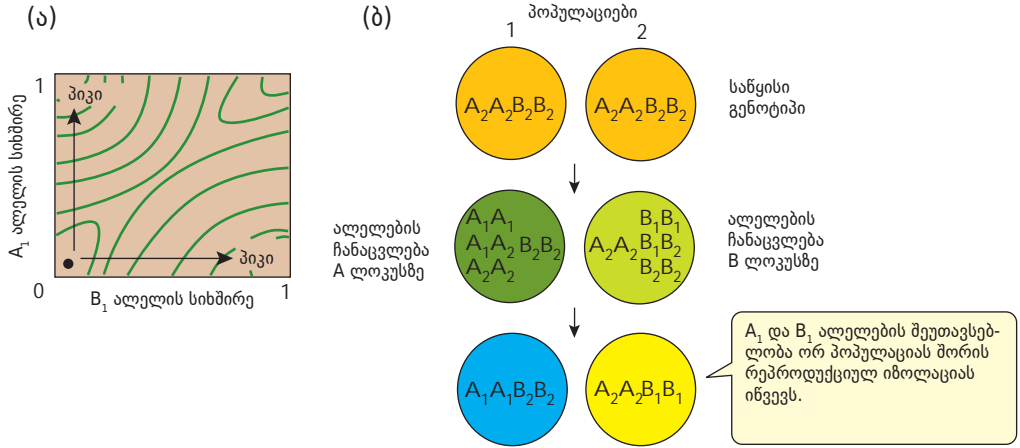 (ა)
1
პიკი
A₁ ალელის სიხშირე
პიკი
0
B₁ ალელის სიხშირე
1
(ბ)
პოპულაციები
1
2
A₂A₂B₂B₂
A₂A₂B₂B₂
საწყისი
გენოტიპი
ალელების
ჩანაცვლება
A ლოკუსზე
A₁A₁
A₁A₂ B₂B₂
A₂A₂
B₁B₁
A₂A₂ B₁B₂
B₂B₂
ალელების
ჩანაცვლება
B ლოკუსზე
A₁A₁B₂B₂
A₂A₂B₁B₁
A₁ და B₁ ალელების შეუთავსებ-
ლობა ორ პოპულაციას შორის
რეპროდუქციულ იზოლაციას
იწვევს.